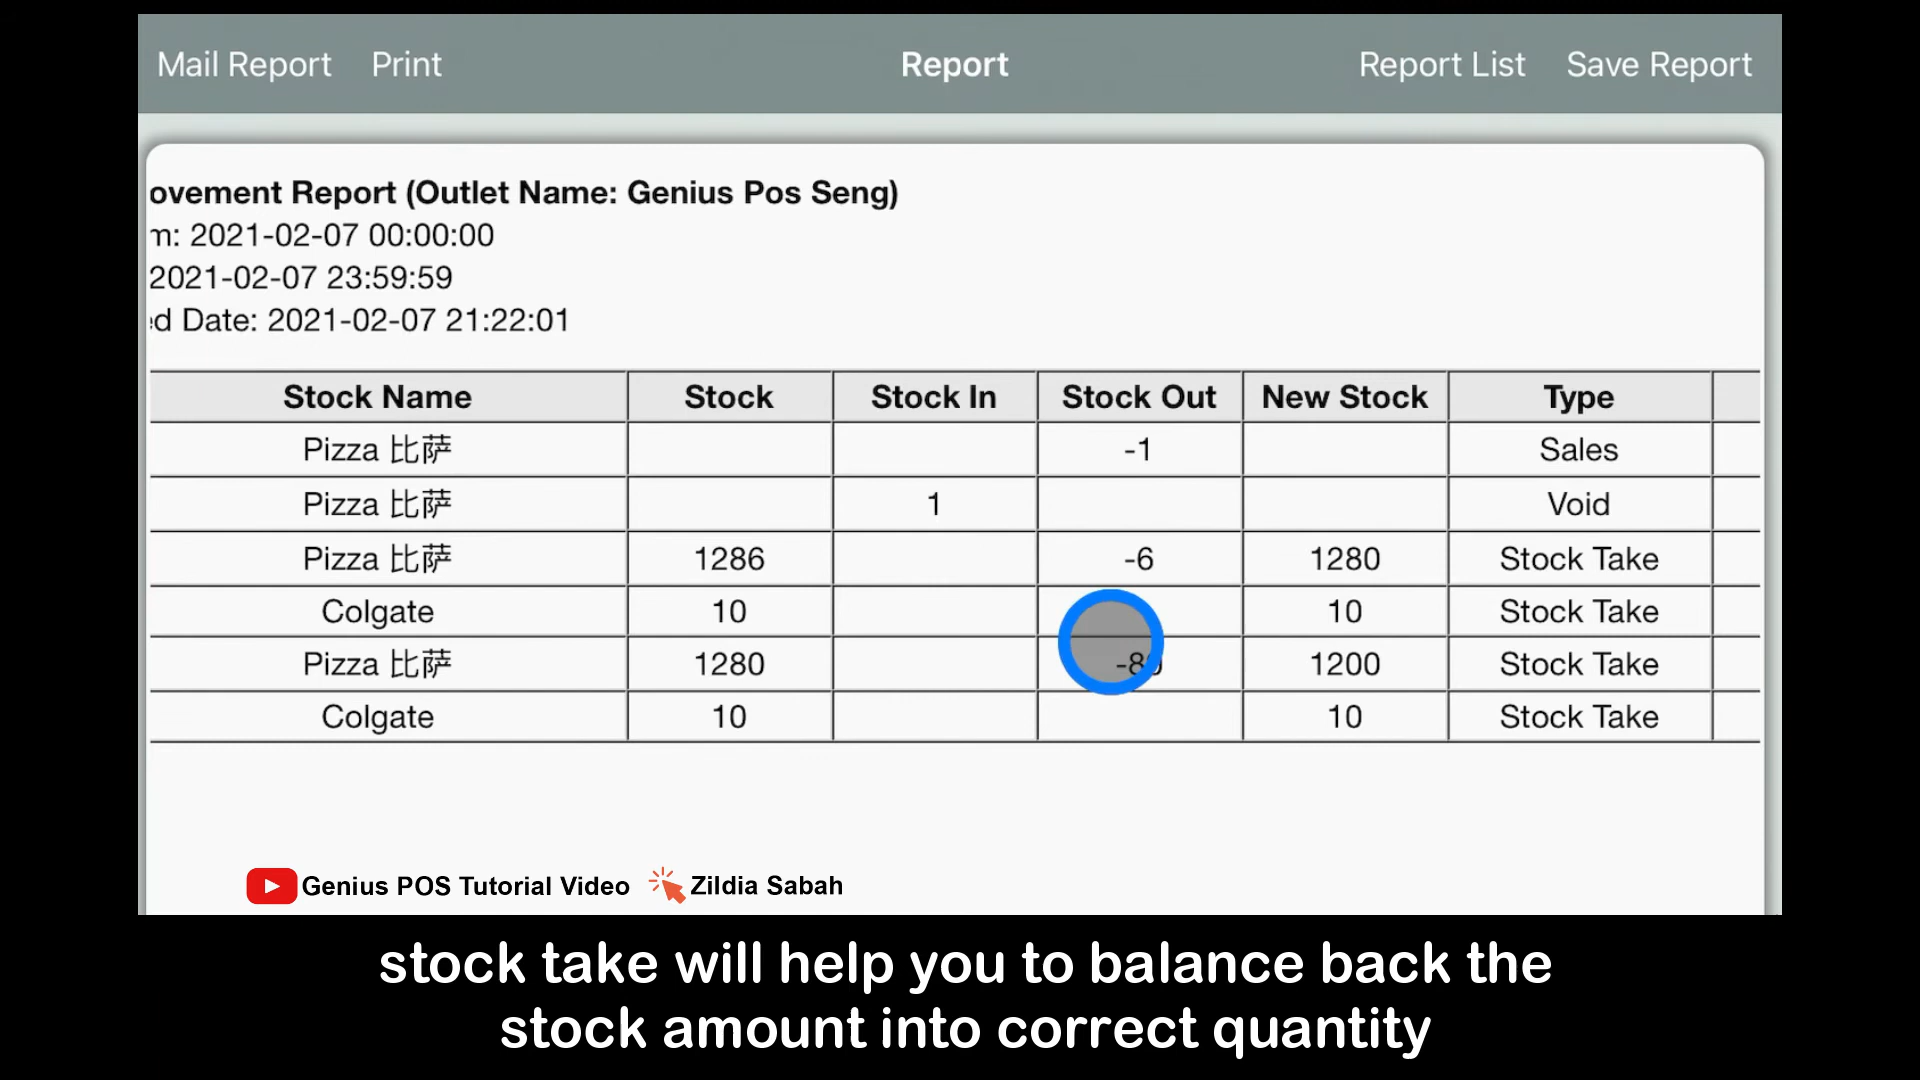 Mail Report Print Report Report List Save Report
ovement Report (Outlet Name: Genius Pos Seng)
m: 2021-02-07 00:00:00
2021-02-07 23:59:59
ed Date: 2021-02-07 21:22:01
Stock Name Stock Stock In Stock Out New Stock Type
Pizza 比萨 -1 Sales
Pizza 比萨 1 Void
Pizza 比萨 1286 -6 1280 Stock Take
Colgate 10 10 Stock Take
Pizza 比萨 1280 -80 1200 Stock Take
Colgate 10 10 Stock Take
Genius POS Tutorial Video Zildia Sabah
stock take will help you to balance back the
stock amount into correct quantity